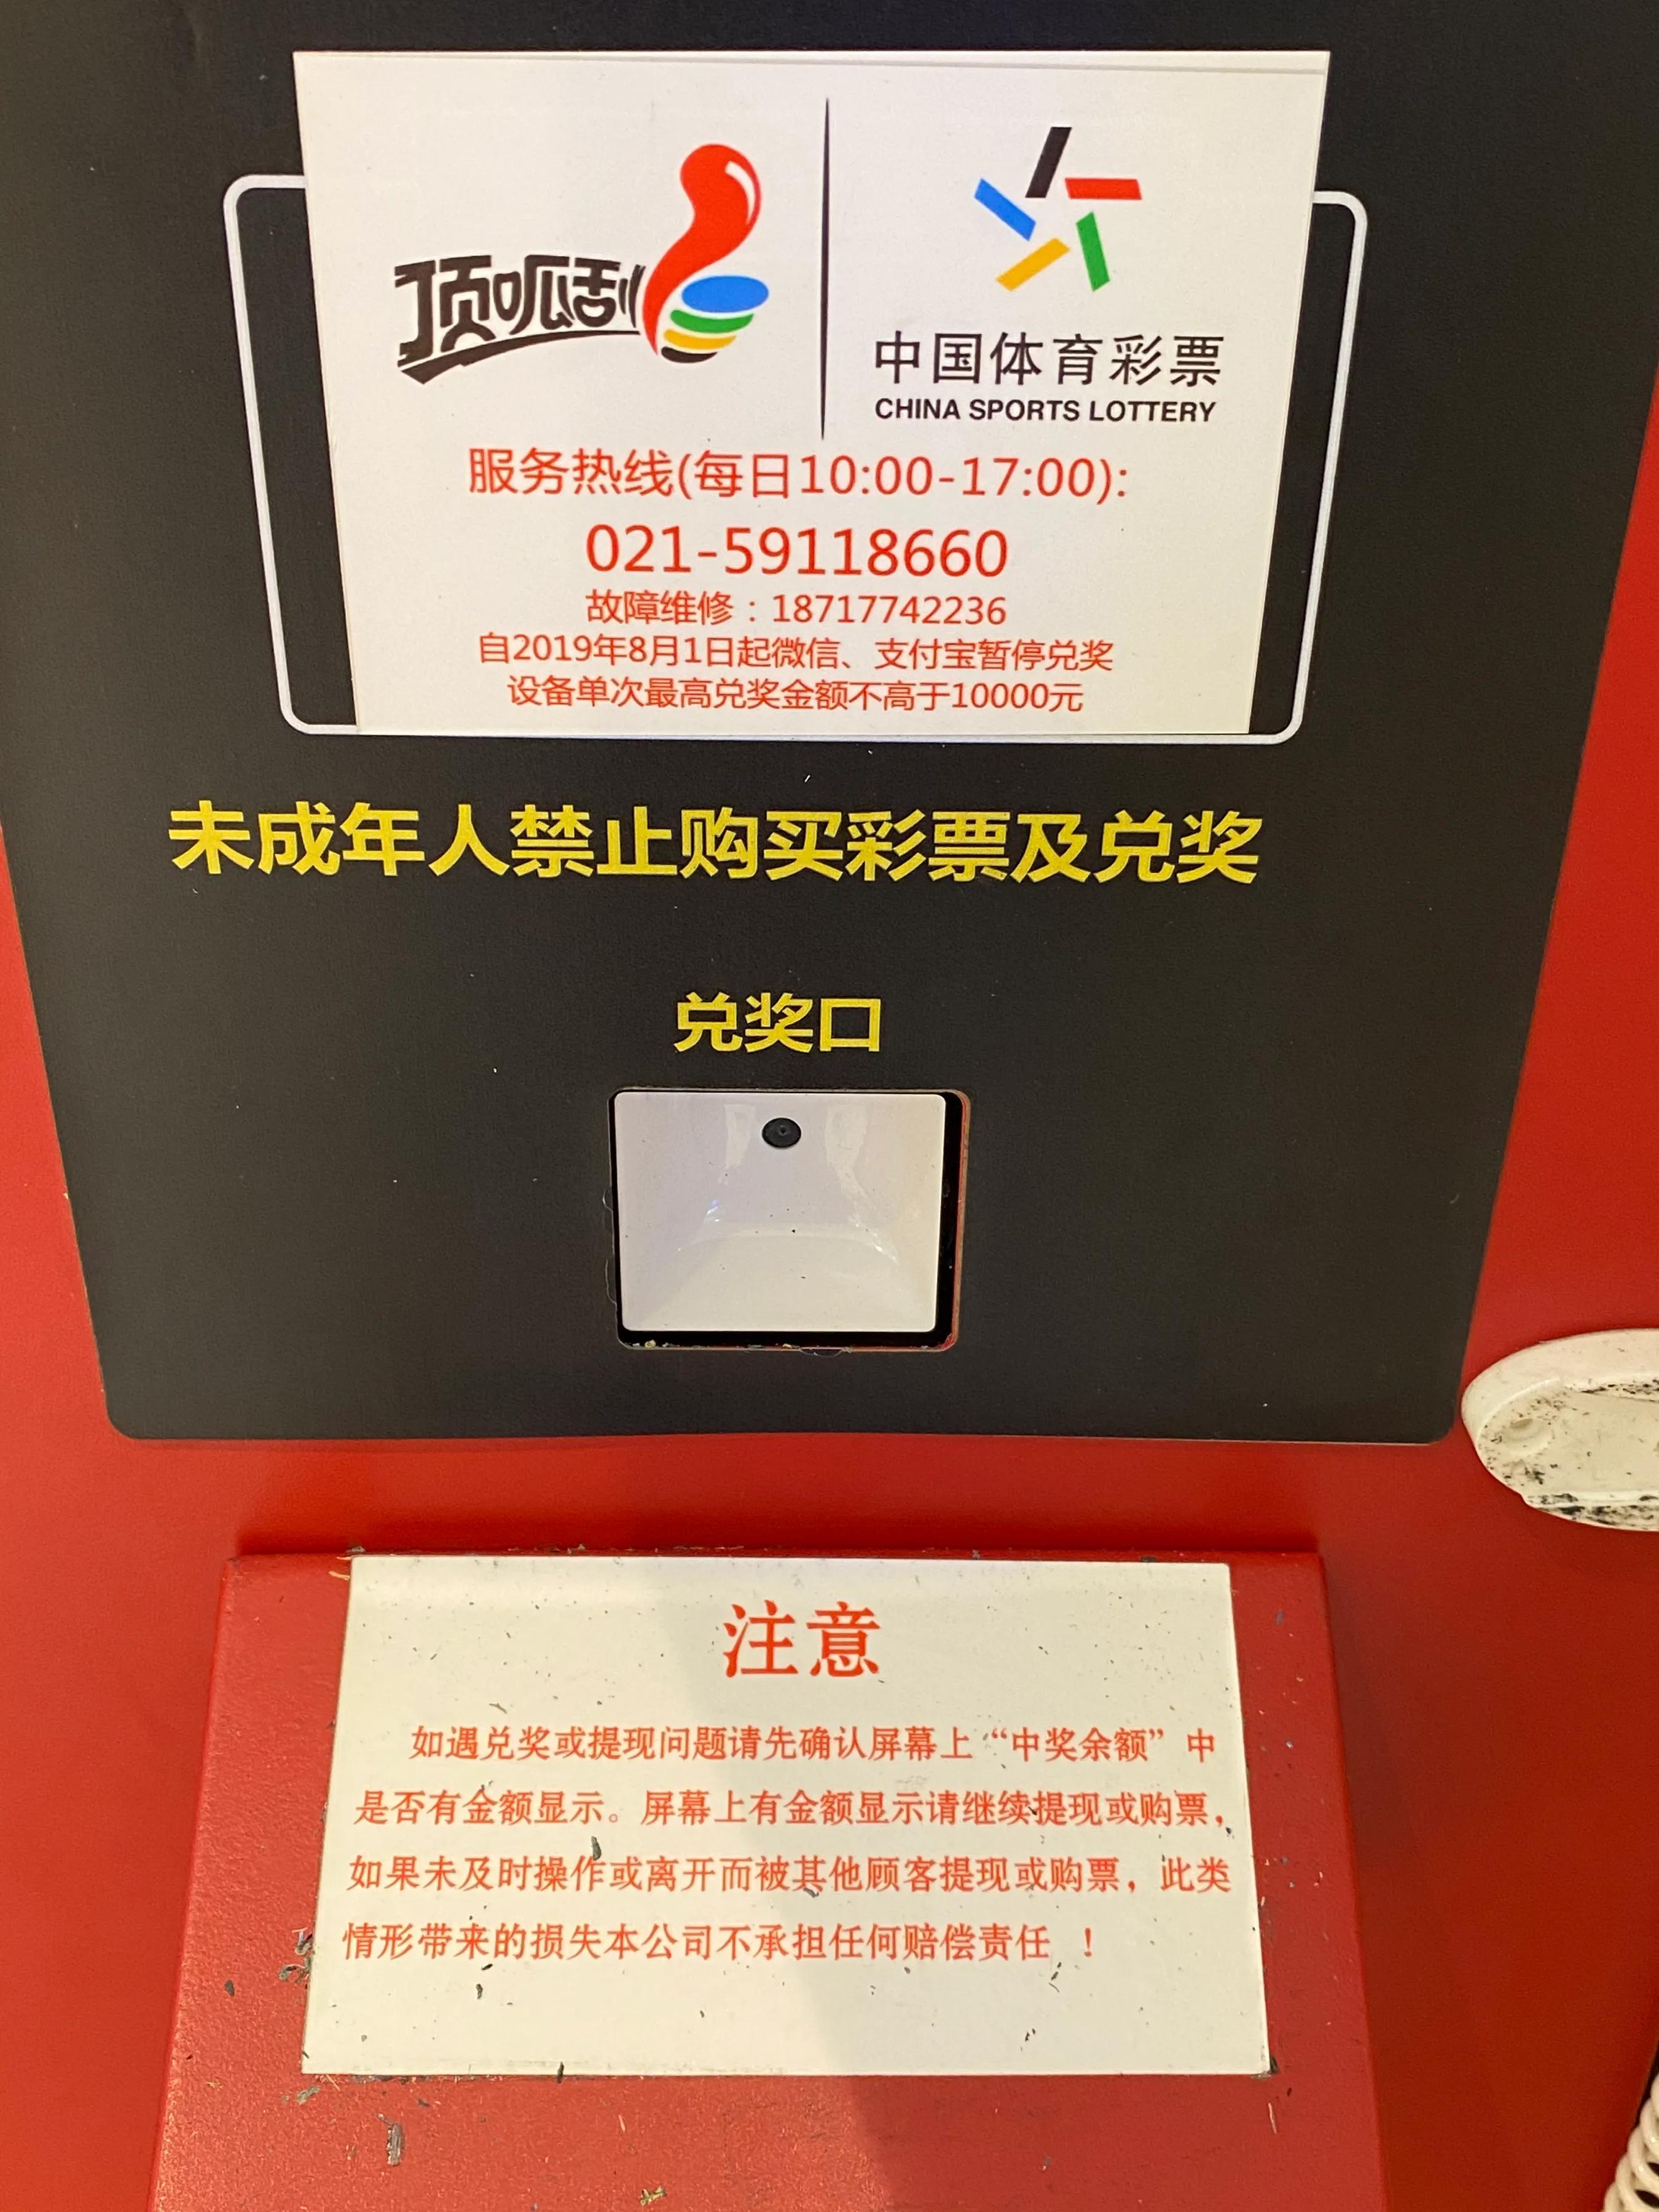 顶呱刮
中国体育彩票
CHINA SPORTS LOTTERY
服务热线(每日10:00-17:00):
021-59118660
故障维修：18717742236
自2019年8月1日起微信、支付宝暂停兑奖
设备单次最高兑奖金额不高于10000元
未成年人禁止购买彩票及兑奖
兑奖口
注意
如遇兑奖或提现问题请先确认屏幕上“中奖余额”中
是否有金额显示。屏幕上有金额显示请继续提现或购票，
如果未及时操作或离开而被其他顾客提现或购票，此类
情形带来的损失本公司不承担任何赔偿责任 ！